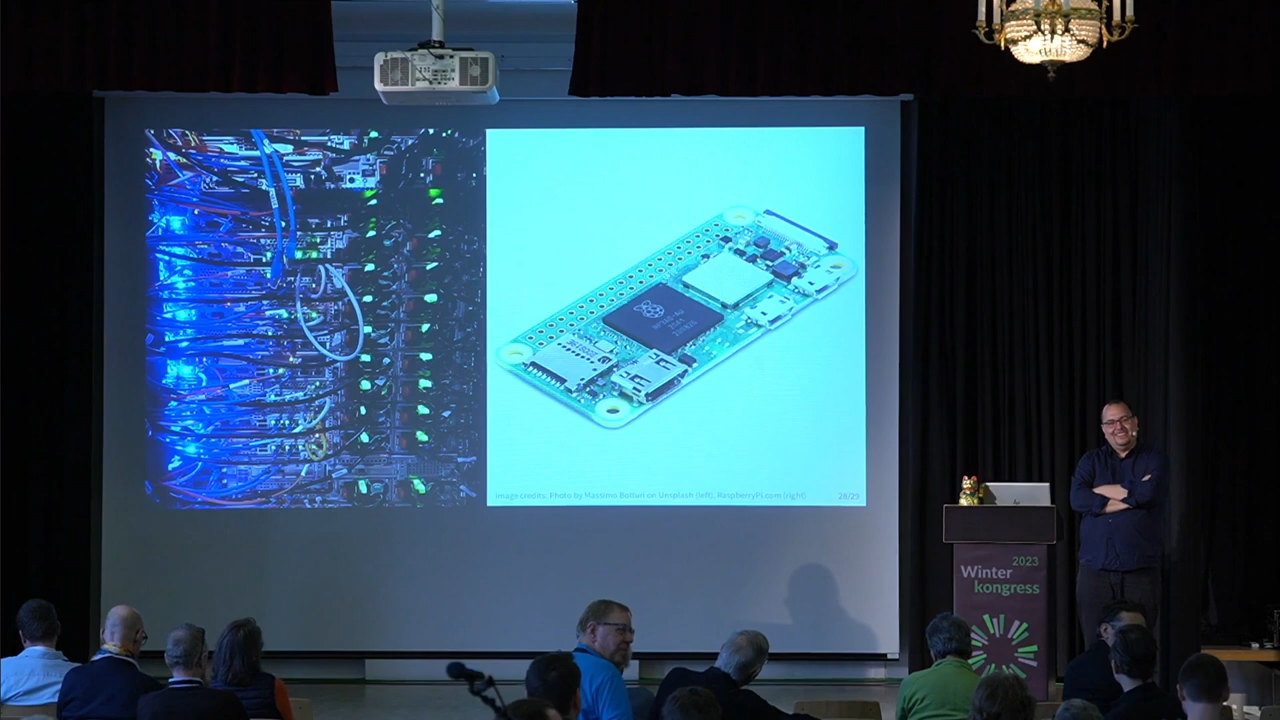 image credits: Photo by Massimo Botturi on Unsplash (left), RaspberryPi.com (right)
28/29
2023
Winter
kongress